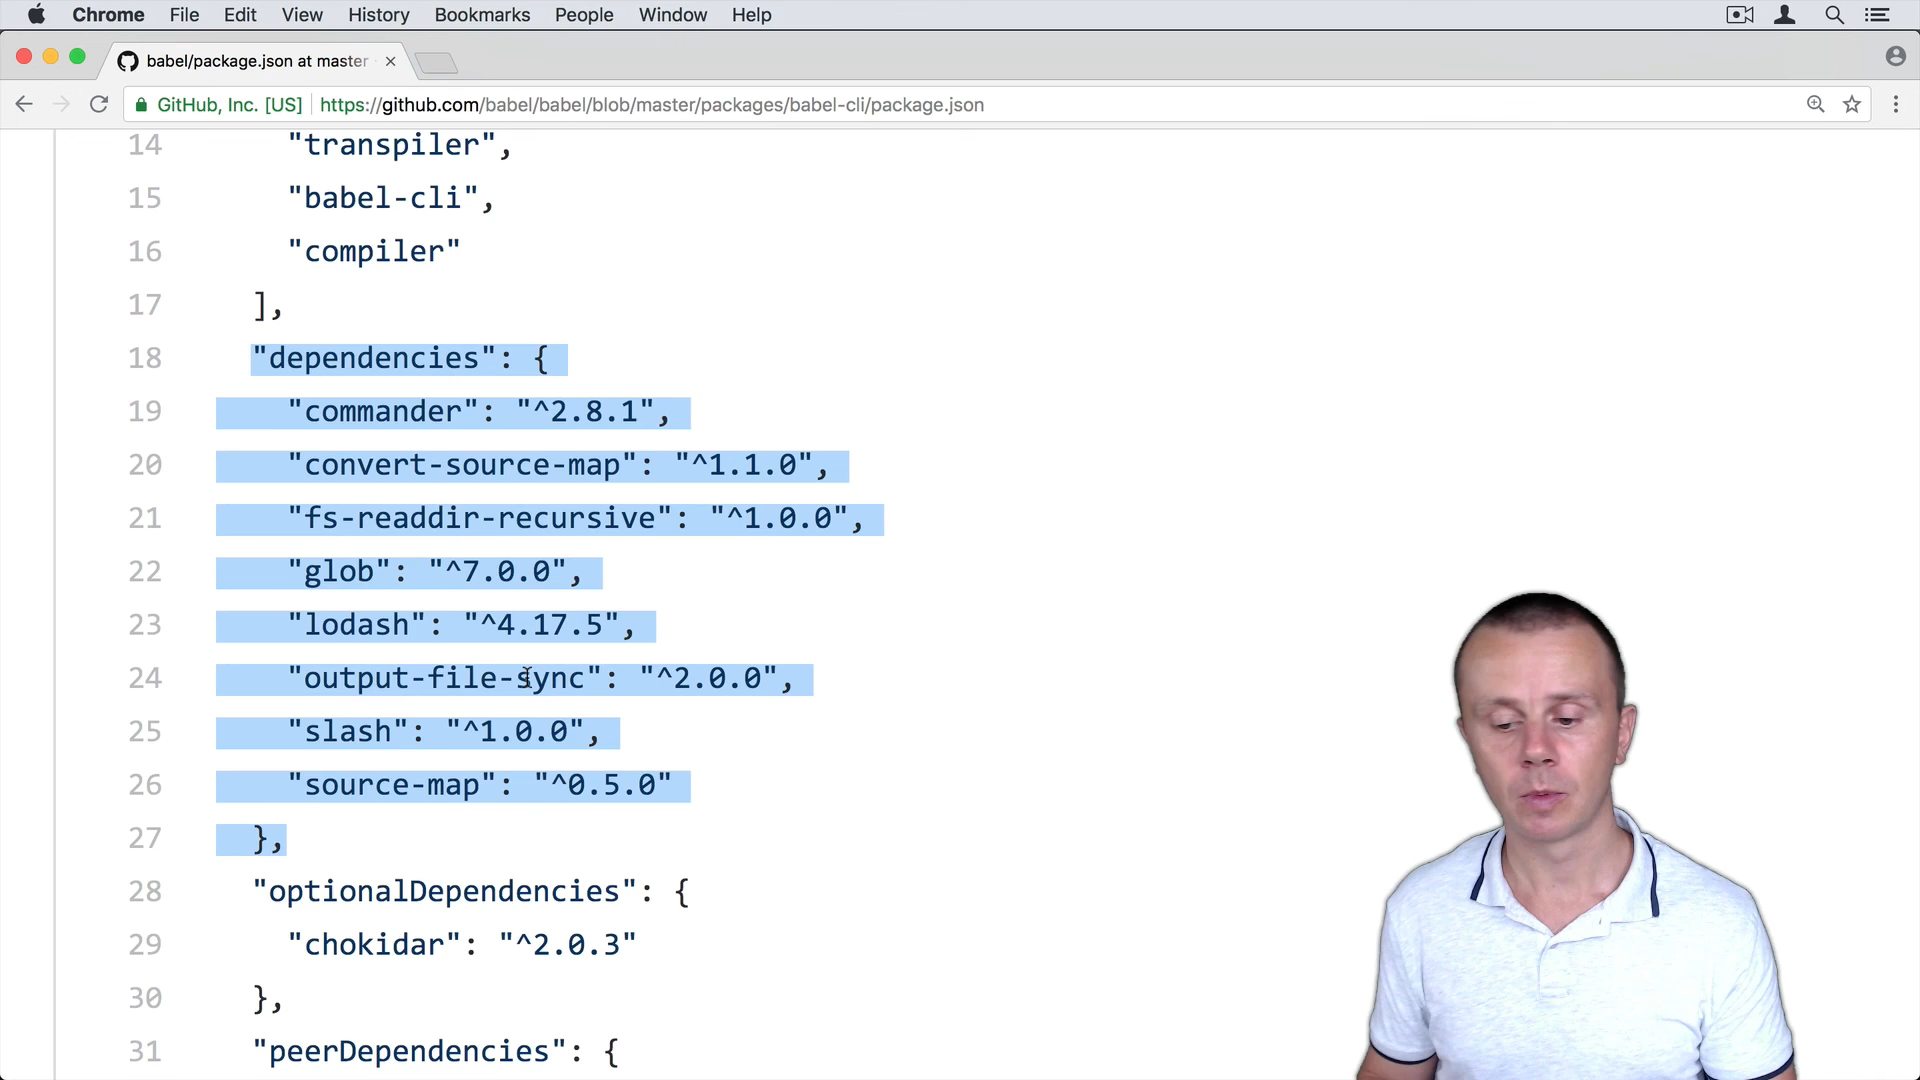 Chrome File Edit View History Bookmarks People Window Help
babel/package.json at master
GitHub, Inc. [US] https://github.com/babel/babel/blob/master/packages/babel-cli/package.json
14 "transpiler",
15 "babel-cli",
16 "compiler"
17 ],
18 "dependencies": {
19 "commander": "^2.8.1",
20 "convert-source-map": "^1.1.0",
21 "fs-readdir-recursive": "^1.0.0",
22 "glob": "^7.0.0",
23 "lodash": "^4.17.5",
24 "output-file-sync": "^2.0.0",
25 "slash": "^1.0.0",
26 "source-map": "^0.5.0"
27 },
28 "optionalDependencies": {
29 "chokidar": "^2.0.3"
30 },
31 "peerDependencies": {